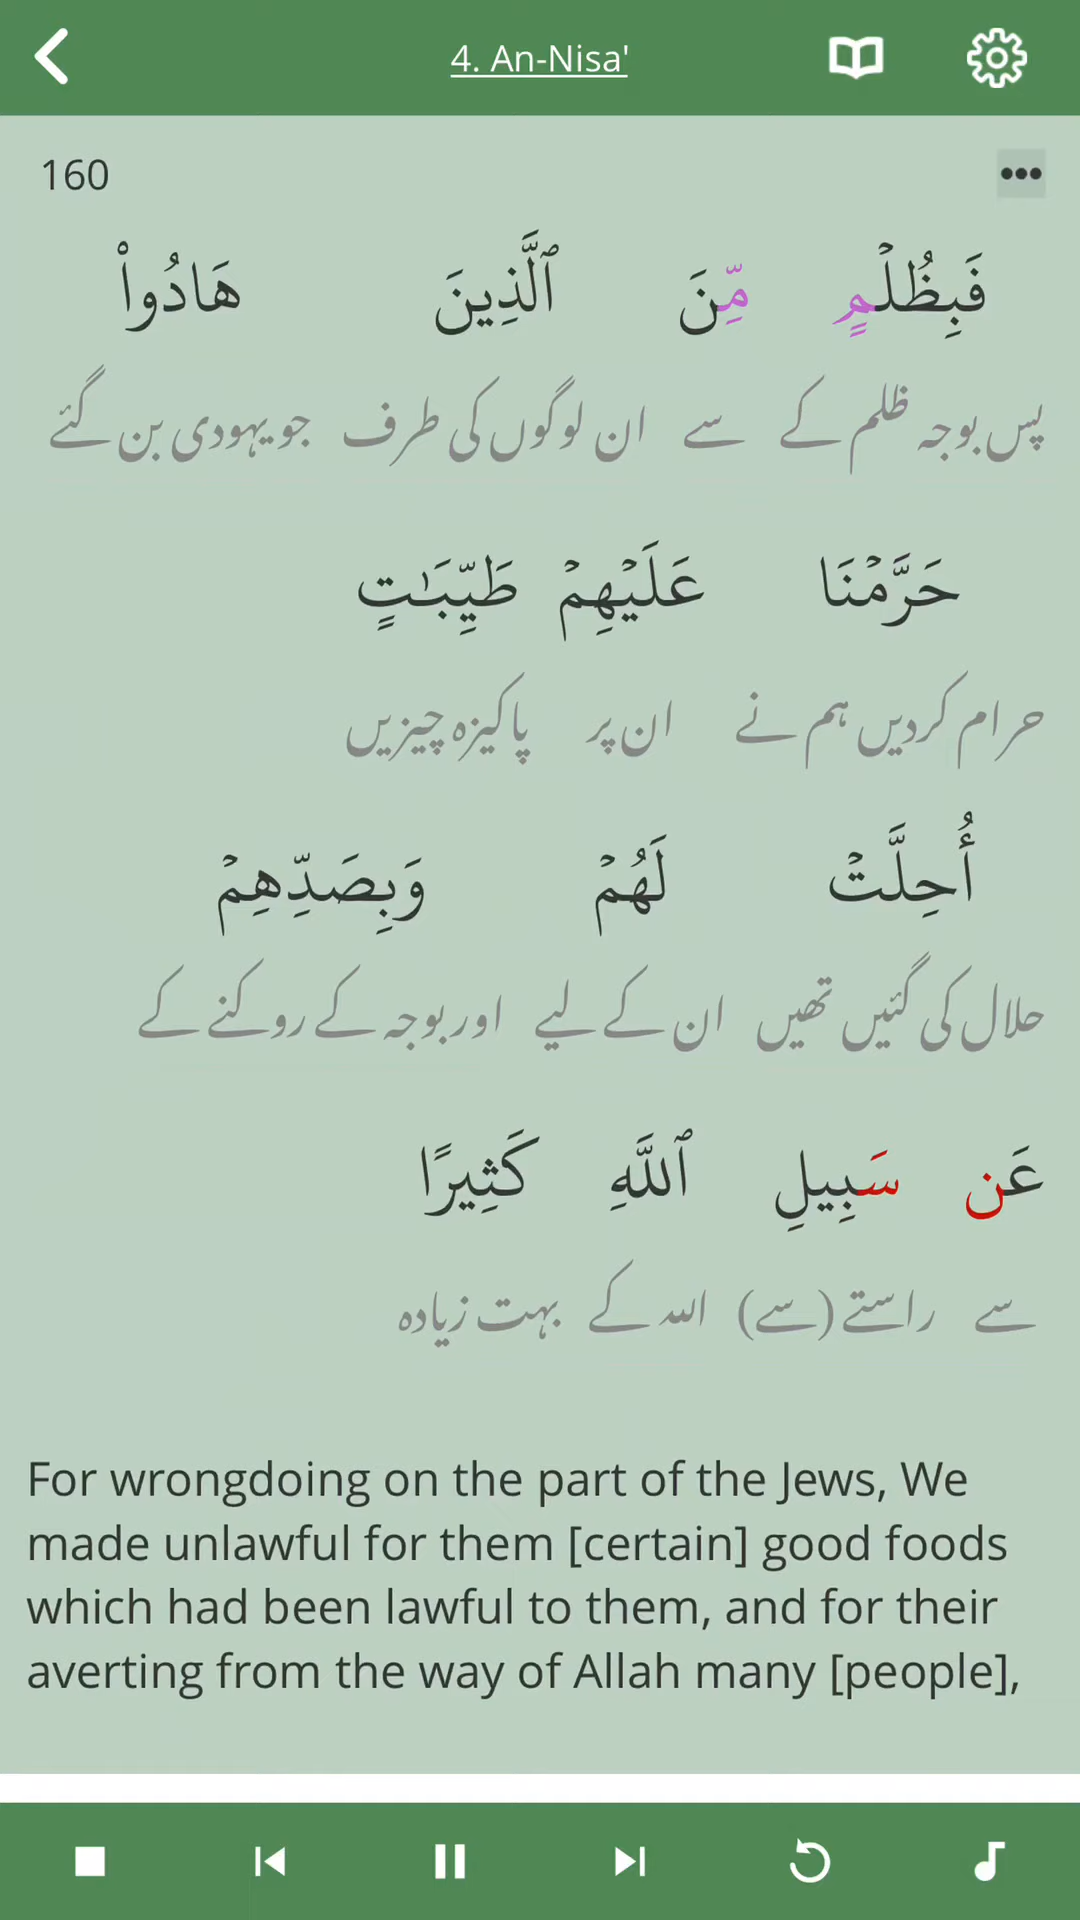 4. An-Nisa'
160
فَبِظُلۡمٍ مِّنَ ٱلَّذِينَ هَادُواْ
پس بوجہ ظلم کے سے ان لوگوں کی طرف جو یہودی بن گئے
حَرَّمۡنَا عَلَيۡهِمۡ طَيِّبَٰتٍ
حرام کردیں ہم نے ان پر پاکیزہ چیزیں
أُحِلَّتۡ لَهُمۡ وَبِصَدِّهِمۡ
حلال کی گئیں تھیں ان کے لیے اور بوجہ کے روکنے کے
عَن سَبِيلِ ٱللَّهِ كَثِيرًا
سے راستے (سے) اللہ کے بہت زیادہ
For wrongdoing on the part of the Jews, We
made unlawful for them [certain] good foods
which had been lawful to them, and for their
averting from the way of Allah many [people],